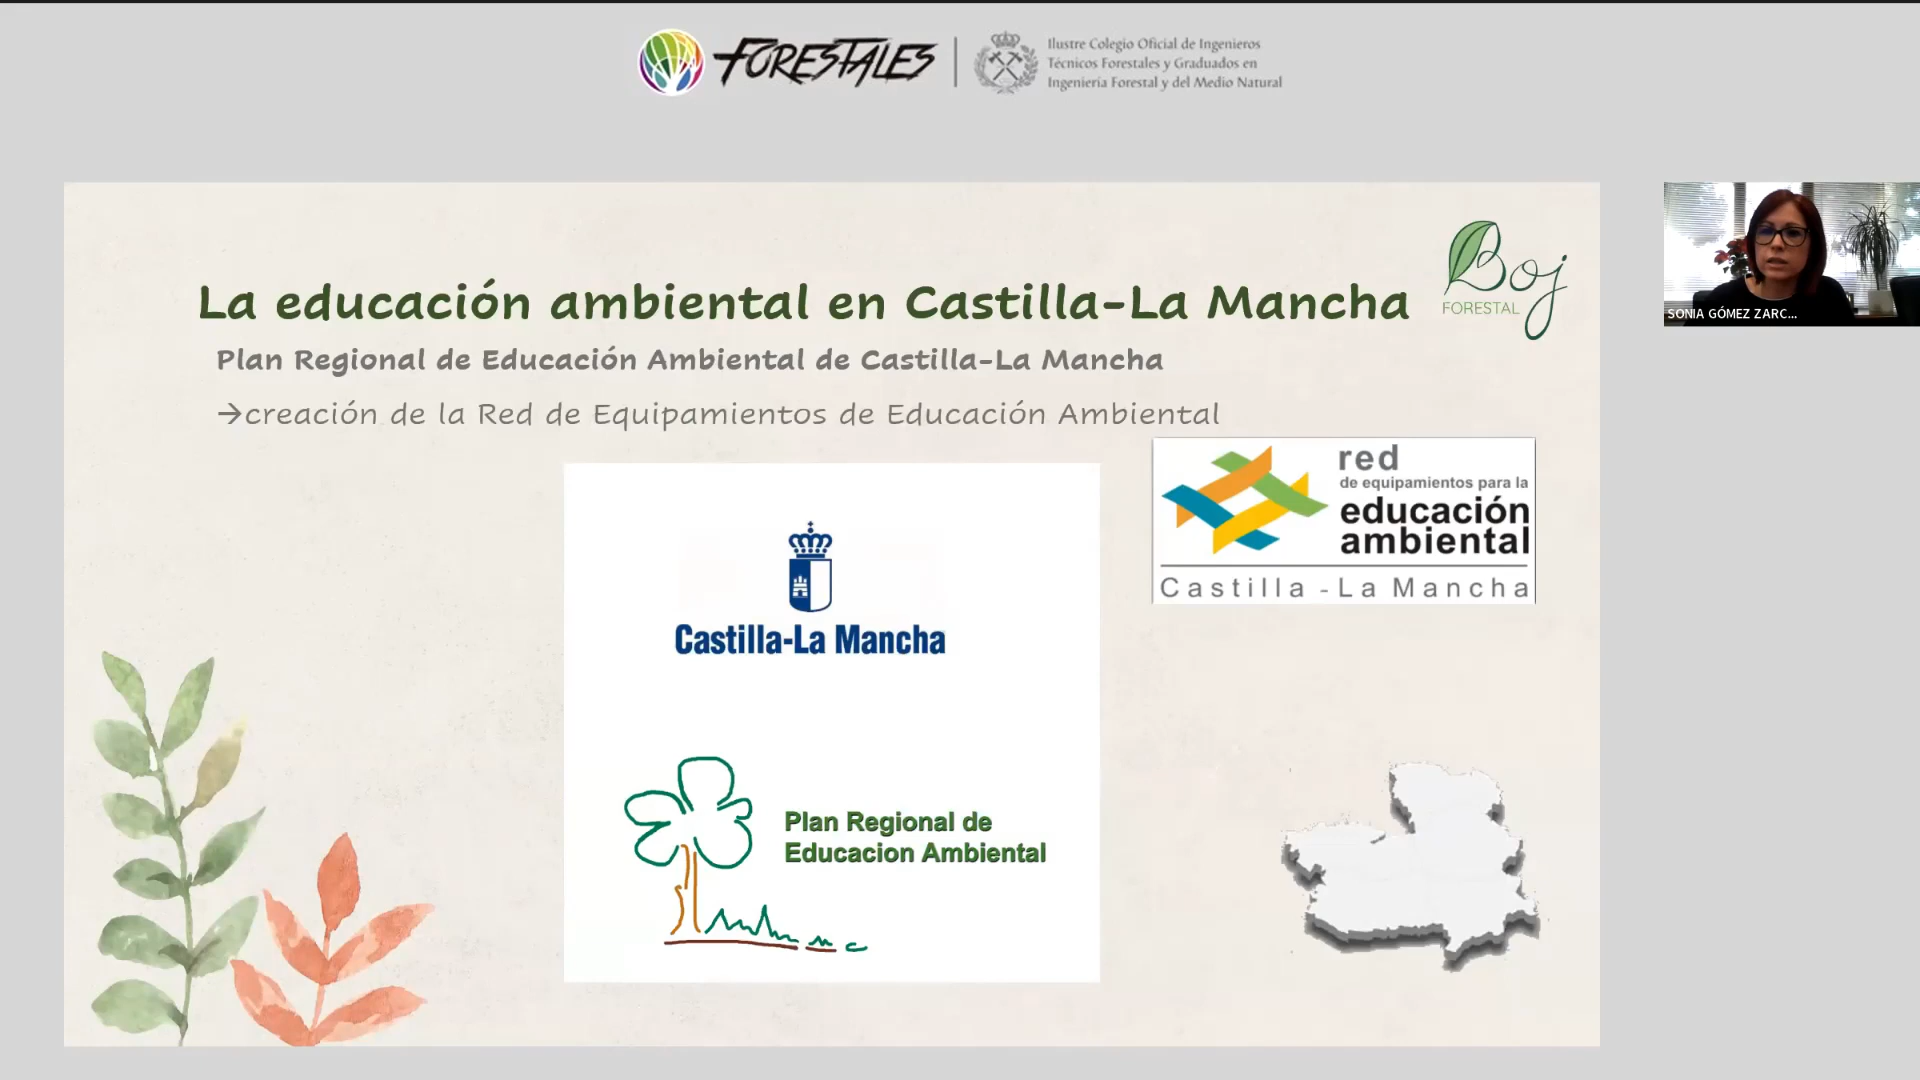 FORESTALES
Ilustre Colegio Oficial de Ingenieros
Técnicos Forestales y Graduados en
Ingeniería Forestal y del Medio Natural
La educación ambiental en Castilla-La Mancha
Boj
FORESTAL
Plan Regional de Educación Ambiental de Castilla-La Mancha
→creación de la Red de Equipamientos de Educación Ambiental
red
de equipamientos para la
educación
ambiental
Castilla - La Mancha
Castilla-La Mancha
Plan Regional de
Educacion Ambiental
SONIA GÓMEZ ZARC...